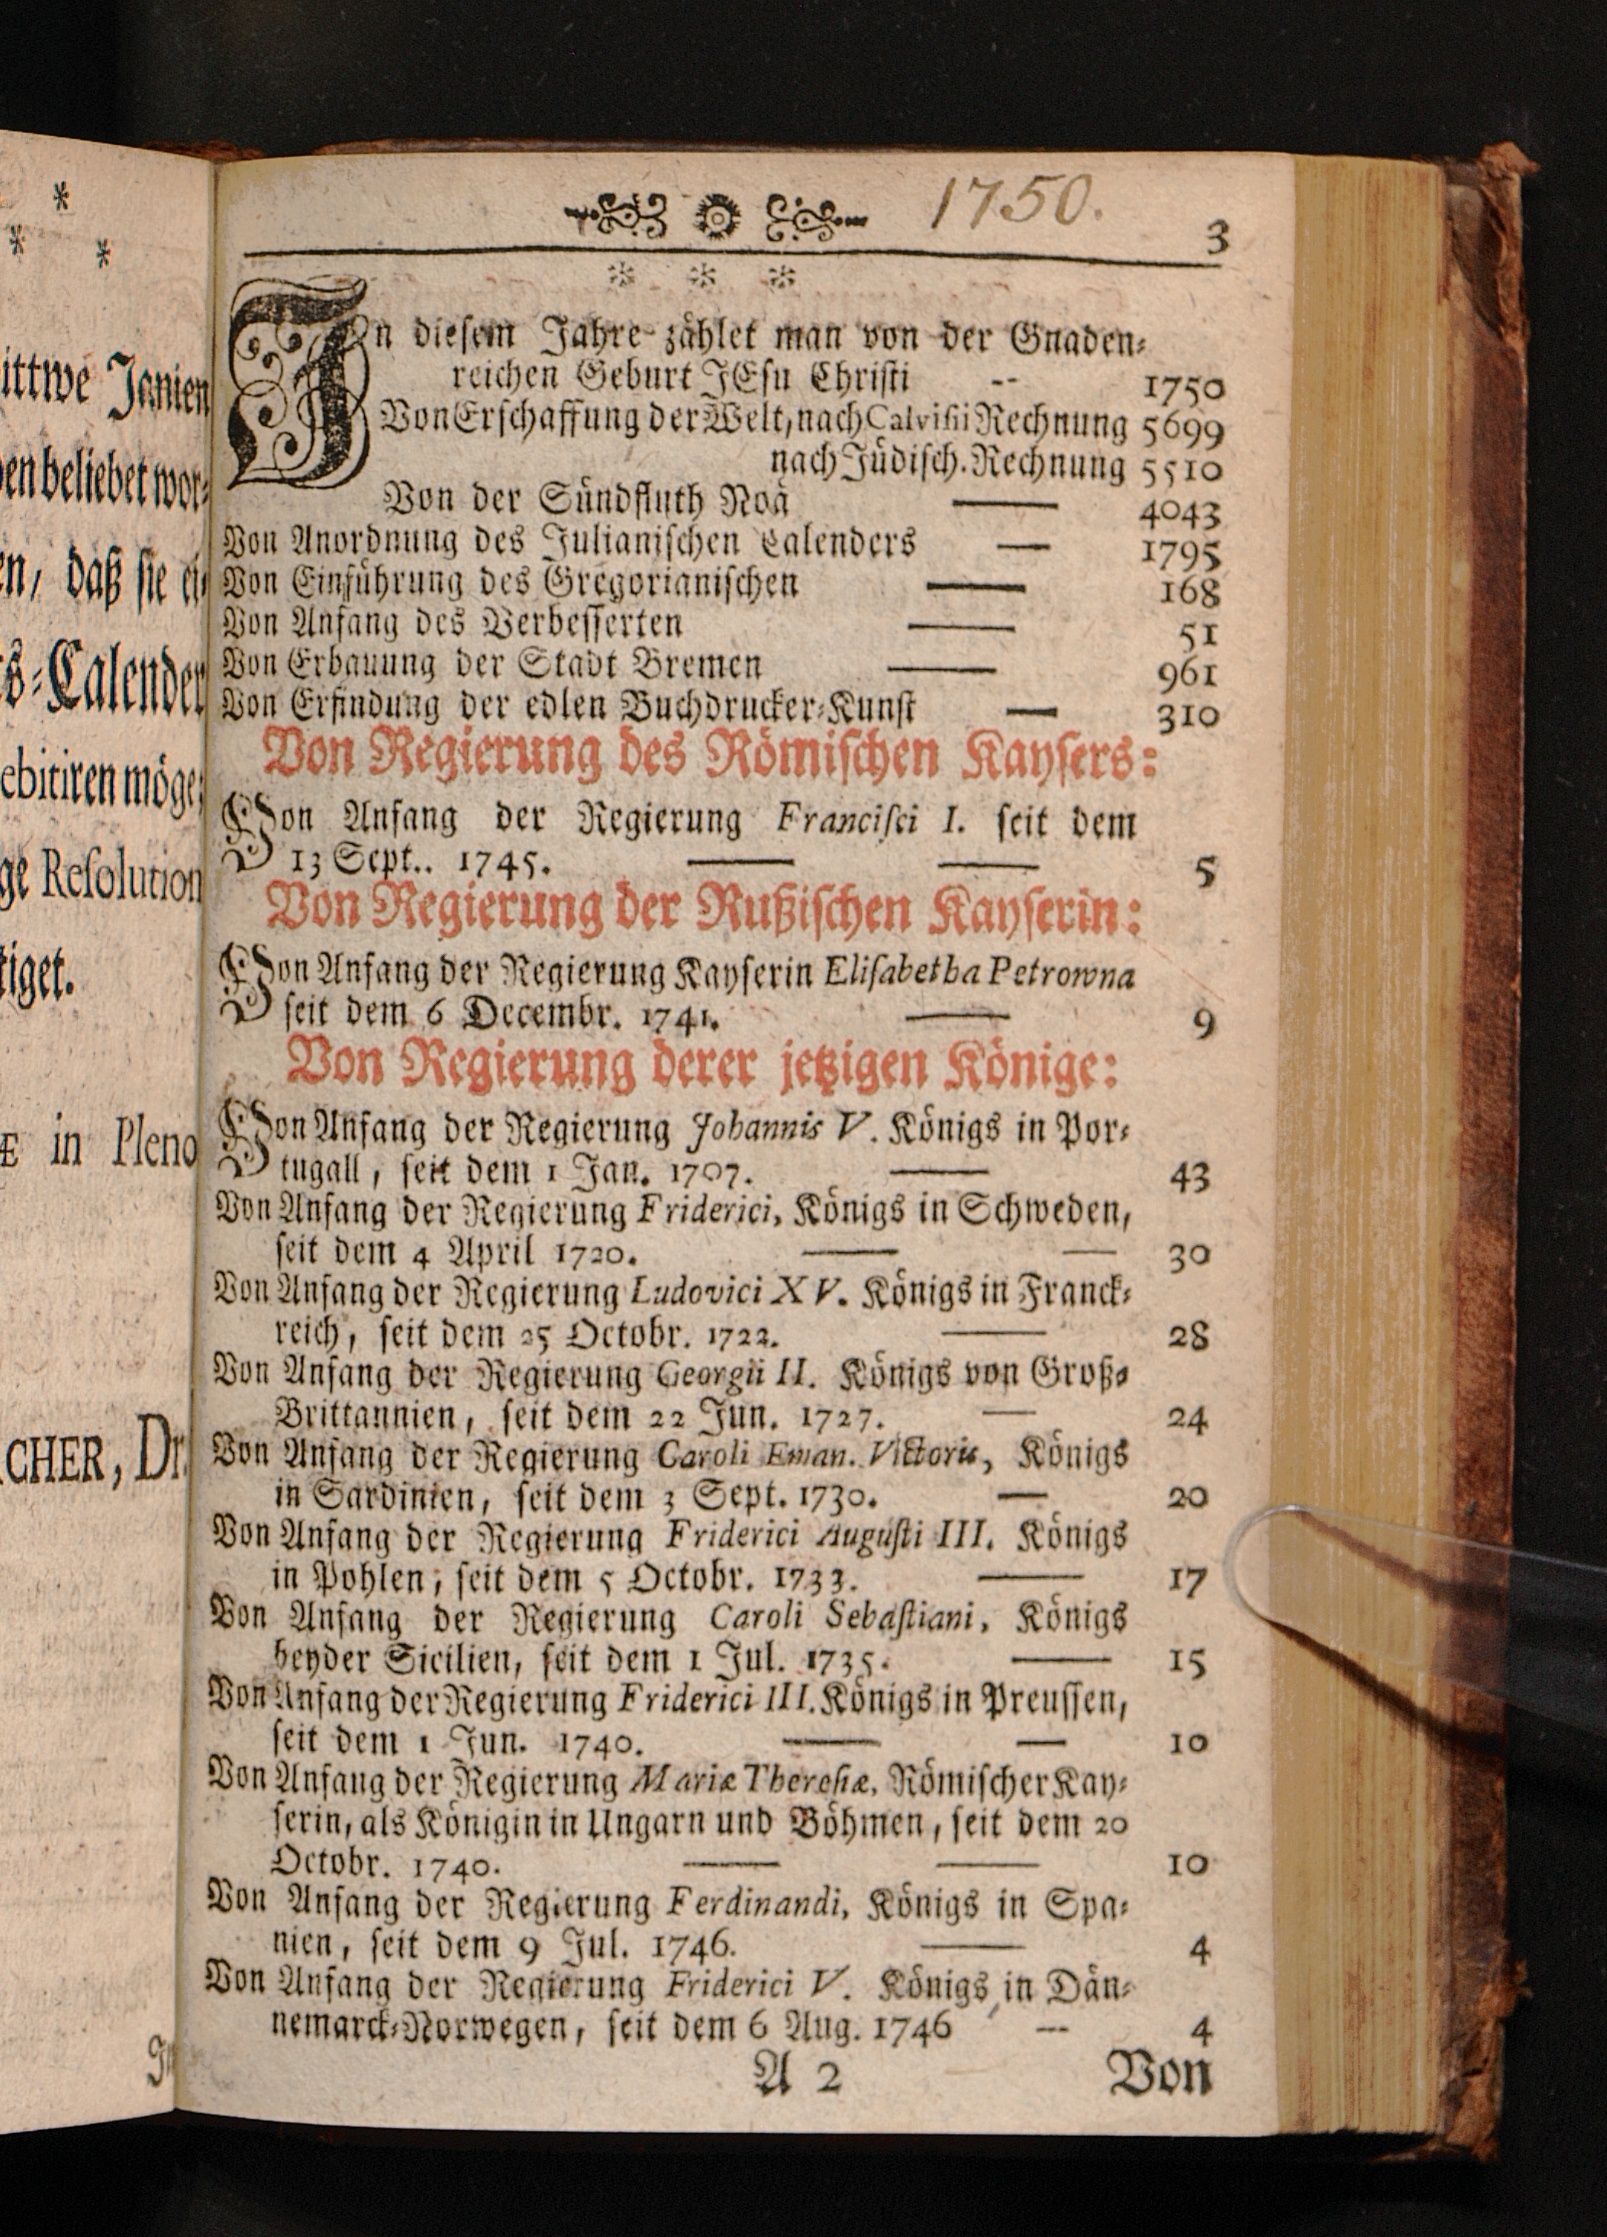 ittwe Janien
en beliebet wor⸗
en, daß sie ei⸗
s⸗Calender
ebitiren möge;
ge Resolution
tiget.
Æ in Pleno
CHER, Dr.
1750.
3
* * *
In diesem Jahre zählet man von der Gnaden⸗
reichen Geburt JEsu Christi -- 1750
Von Erschaffung der Welt, nach Calvisii Rechnung 5699
nach Jüdisch. Rechnung 5510
Von der Sündfluth Noä — 4043
Von Anordnung des Julianischen Calenders — 1795
Von Einführung des Gregorianischen — 168
Von Anfang des Verbesserten — 51
Von Erbauung der Stadt Bremen — 961
Von Erfindung der edlen Buchdrucker⸗Kunst — 310
Von Regierung des Römischen Kaysers:
Von Anfang der Regierung Francisci I. seit dem
13 Sept.. 1745. — — 5
Von Regierung der Rußischen Kayserin:
Von Anfang der Regierung Kayserin Elisabetha Petrowna
seit dem 6 Decembr. 1741. — 9
Von Regierung derer jetzigen Könige:
Von Anfang der Regierung Johannis V. Königs in Por⸗
tugall, seit dem 1 Jan. 1707. — 43
Von Anfang der Regierung Friderici, Königs in Schweden,
seit dem 4 April 1720. — — 30
Von Anfang der Regierung Ludovici XV. Königs in Franck⸗
reich, seit dem 25 Octobr. 1722. — 28
Von Anfang der Regierung Georgii II. Königs von Groß⸗
Brittannien, seit dem 22 Jun. 1727. — 24
Von Anfang der Regierung Caroli Eman. Victoris, Königs
in Sardinien, seit dem 3 Sept. 1730. — 20
Von Anfang der Regierung Friderici Augusti III. Königs
in Pohlen, seit dem 5 Octobr. 1733. — 17
Von Anfang der Regierung Caroli Sebastiani, Königs
beyder Sicilien, seit dem 1 Jul. 1735. — 15
Von Anfang der Regierung Friderici III. Königs in Preussen,
seit dem 1 Jun. 1740. — — 10
Von Anfang der Regierung Mariæ Theresiæ, Römischer Kay⸗
serin, als Königin in Ungarn und Böhmen, seit dem 20
Octobr. 1740. — — 10
Von Anfang der Regierung Ferdinandi, Königs in Spa⸗
nien, seit dem 9 Jul. 1746. — 4
Von Anfang der Regierung Friderici V. Königs in Dän⸗
nemarck⸗Norwegen, seit dem 6 Aug. 1746 -- 4
A 2 Von